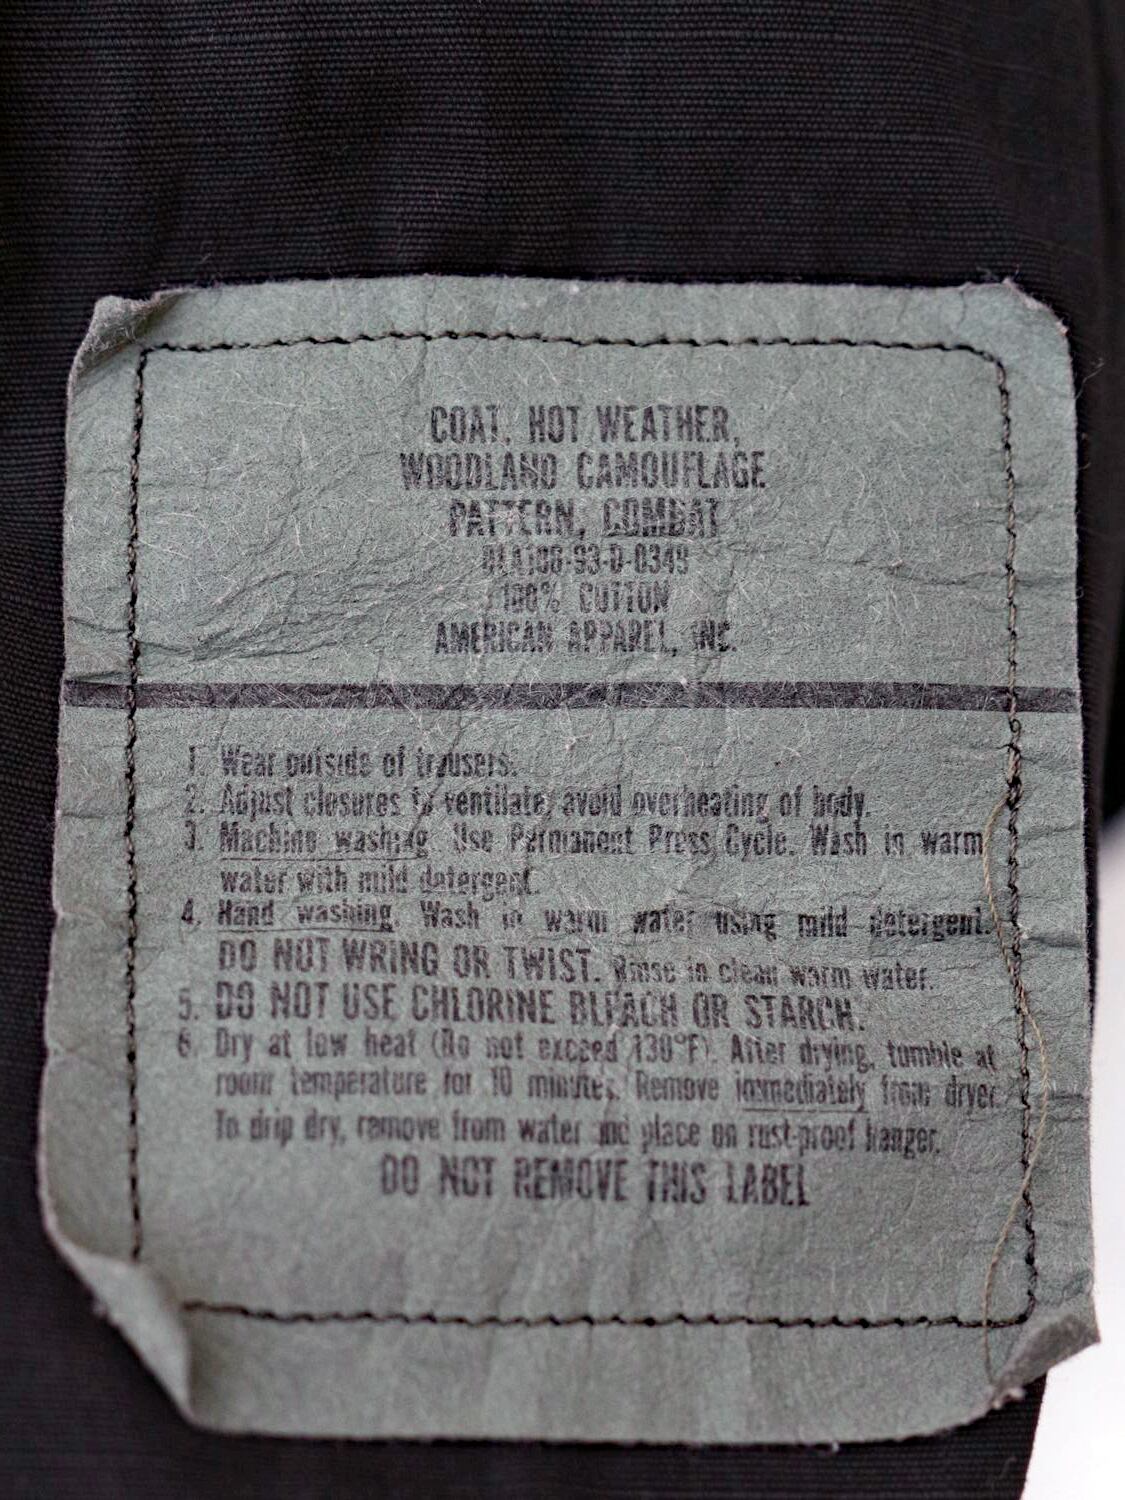 COAT, HOT WEATHER,
WOODLAND CAMOUFLAGE
PATTERN, COMBAT
DLA100-93-D-0349
100% COTTON
AMERICAN APPAREL, INC.
1. Wear outside of trousers.
2. Adjust closures to ventilate, avoid overheating of body.
3. Machine washing. Use Permanent Press Cycle. Wash in warm
water with mild detergent.
4. Hand washing. Wash in warm water using mild detergent.
DO NOT WRING OR TWIST. Rinse in clean warm water.
5. DO NOT USE CHLORINE BLEACH OR STARCH.
6. Dry at low heat (Do not exceed 130°F). After drying, tumble at
room temperature for 10 minutes. Remove immediately from dryer.
To drip dry, remove from water and place on rust-proof hanger.
DO NOT REMOVE THIS LABEL